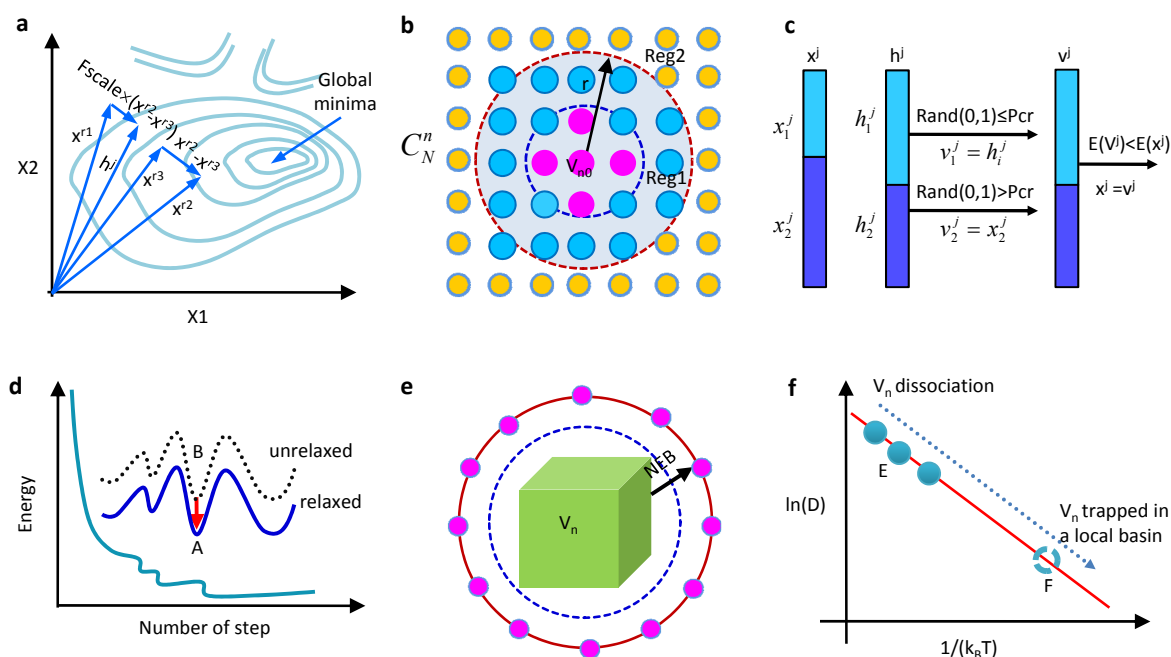 a
X2
X1
Global
minima
Fscale×(x^r2-x^r3)
x^r2-x^r3
x^r1
h^j
x^r3
x^r2
b
C_N^n
Reg2
r
V_n0
Reg1
c
x^j
h^j
v^j
x_1^j
h_1^j
Rand(0,1)≤Pcr
v_1^j = h_i^j
E(V^j)<E(x^j)
x^j =v^j
Rand(0,1)>Pcr
v_2^j = x_2^j
x_2^j
h_2^j
d
Energy
B
unrelaxed
relaxed
A
Number of step
e
NEB
V_n
f
V_n dissociation
E
ln(D)
V_n trapped in
a local basin
F
1/(k_BT)